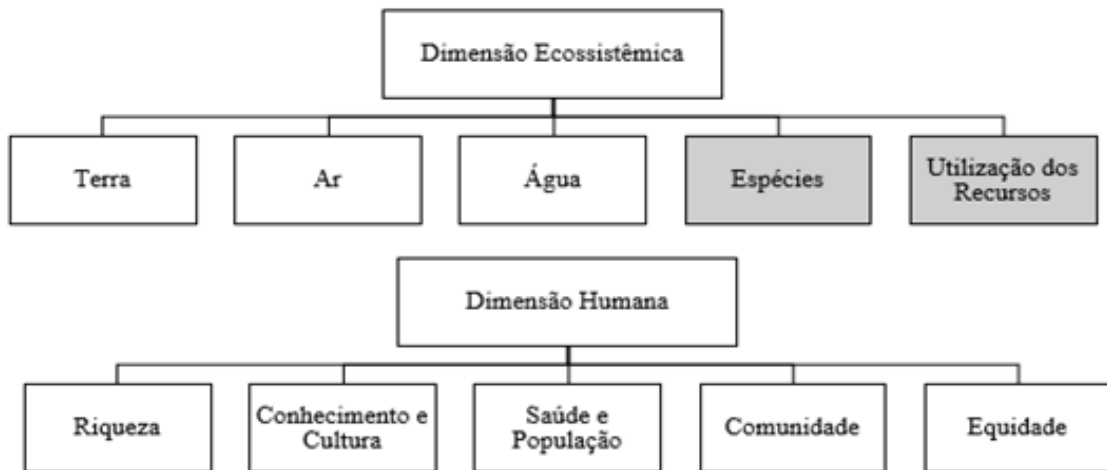 Dimensão Ecossistêmica
Terra
Ar
Água
Espécies
Utilização dos
Recursos
Dimensão Humana
Riqueza
Conhecimento e
Cultura
Saúde e
População
Comunidade
Equidade